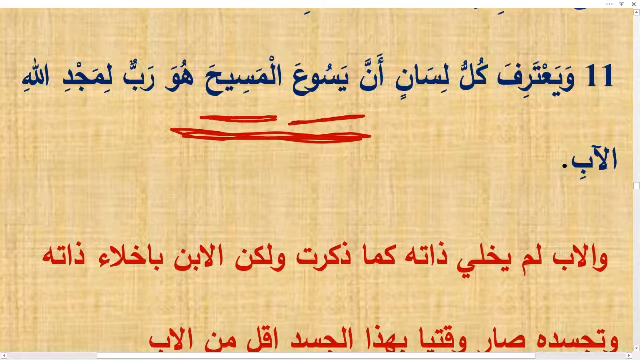 11 وَيَعْتَرِفَ كُلُّ لِسَانٍ أَنَّ يَسُوعَ الْمَسِيحَ هُوَ رَبٌّ لِمَجْدِ اللهِ
الآبِ.
والاب لم يخلي ذاته كما ذكرت ولكن الابن باخلاء ذاته
وتجسده صار وقتيا بهذا الجسد اقل من الاب